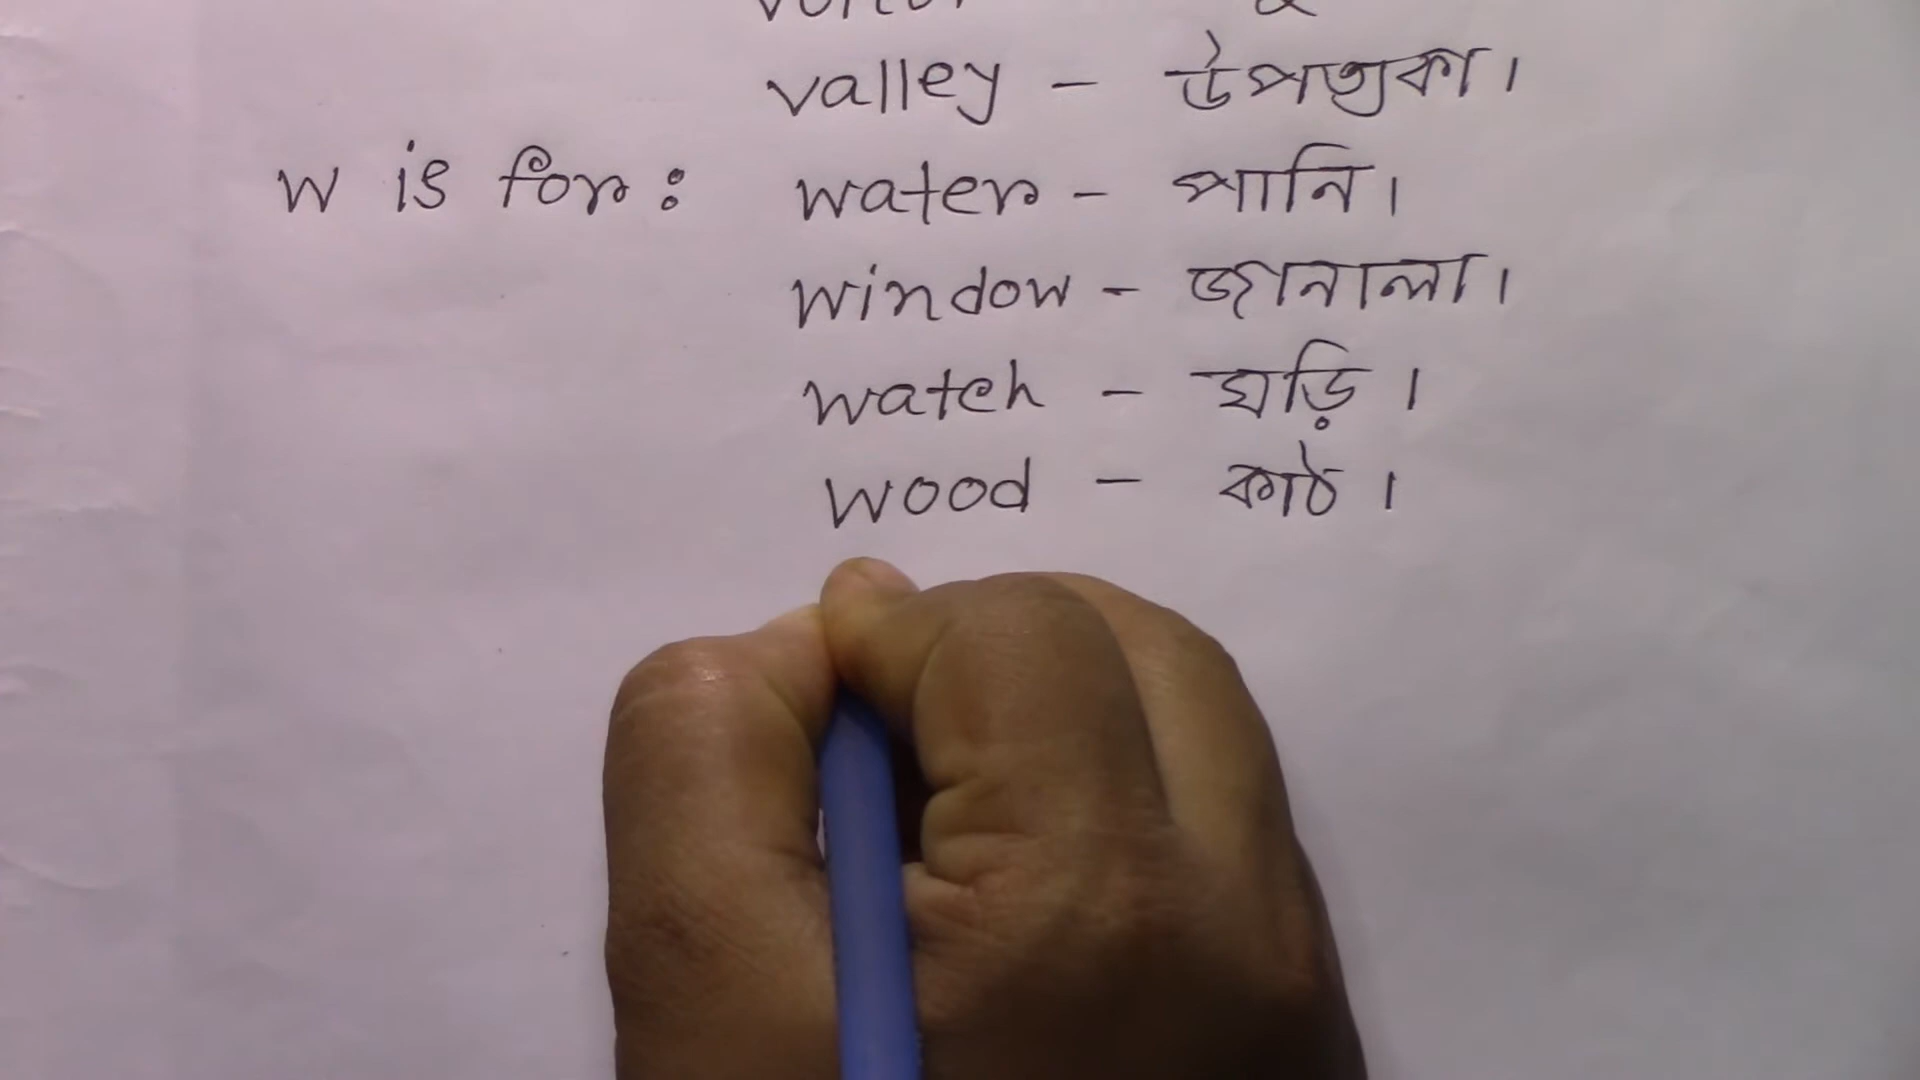 valley - উপত্যকা।
W is for: water - পানি।
window - জানালা।
watch - ঘড়ি।
wood - কাঠ।